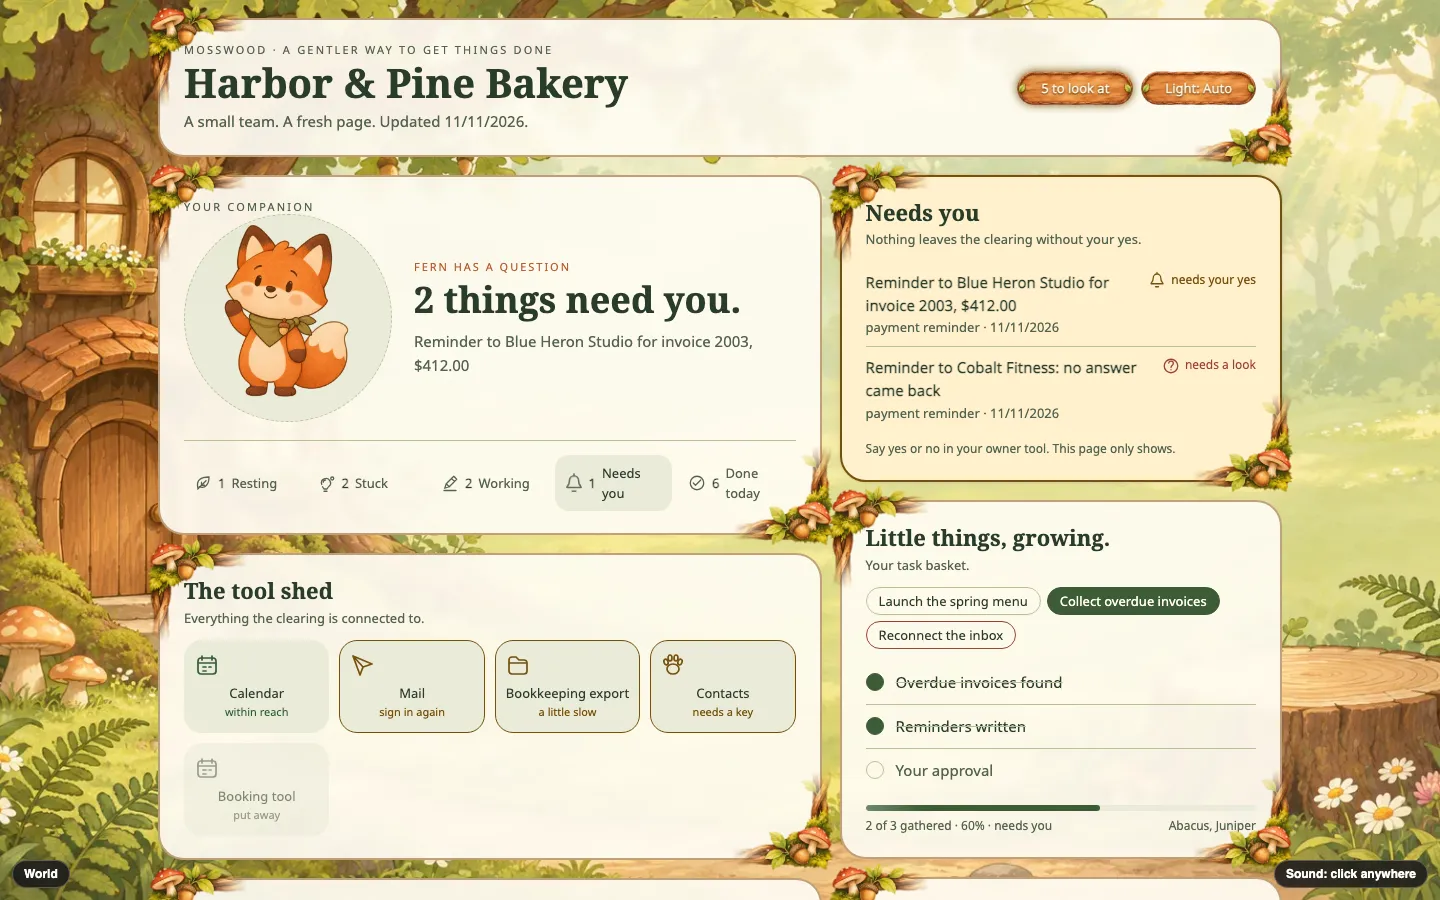 MOSSWOOD · A GENTLER WAY TO GET THINGS DONE
Harbor & Pine Bakery
A small team. A fresh page. Updated 11/11/2026.
5 to look at
Light: Auto
YOUR COMPANION
FERN HAS A QUESTION
2 things need you.
Reminder to Blue Heron Studio for invoice 2003,
$412.00
1 Resting
2 Stuck
2 Working
1 Needs
you
6 Done
today
Needs you
Nothing leaves the clearing without your yes.
Reminder to Blue Heron Studio for
invoice 2003, $412.00
needs your yes
payment reminder · 11/11/2026
Reminder to Cobalt Fitness: no answer
came back
needs a look
payment reminder · 11/11/2026
Say yes or no in your owner tool. This page only shows.
The tool shed
Everything the clearing is connected to.
Calendar
within reach
Mail
sign in again
Bookkeeping export
a little slow
Contacts
needs a key
Booking tool
put away
Little things, growing.
Your task basket.
Launch the spring menu
Collect overdue invoices
Reconnect the inbox
Overdue invoices found
Reminders written
Your approval
2 of 3 gathered · 60% · needs you
Abacus, Juniper
World
Sound: click anywhere